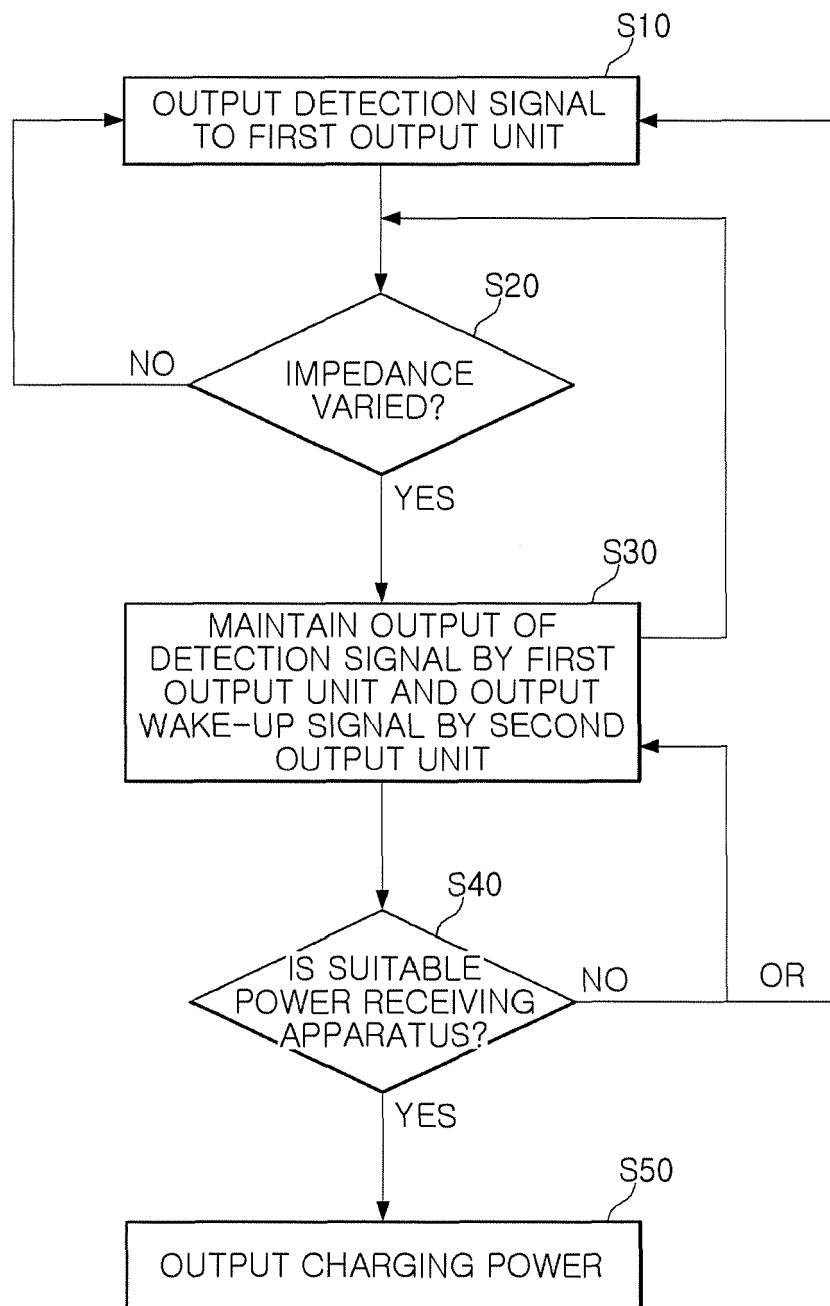 S10
OUTPUT DETECTION SIGNAL
TO FIRST OUTPUT UNIT
S20
NO
IMPEDANCE
VARIED?
YES
S30
MAINTAIN OUTPUT OF
DETECTION SIGNAL BY FIRST
OUTPUT UNIT AND OUTPUT
WAKE-UP SIGNAL BY SECOND
OUTPUT UNIT
S40
IS SUITABLE
POWER RECEIVING
APPARATUS?
NO
OR
YES
S50
OUTPUT CHARGING POWER